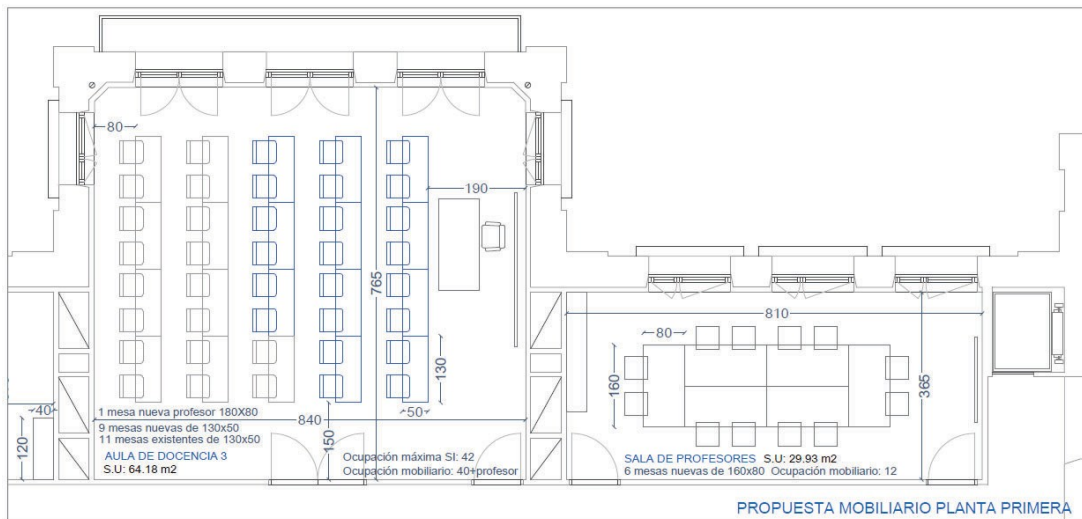 80
190
765
130
50
40
120
1 mesa nueva profesor 180X80
9 mesas nuevas de 130x50
11 mesas existentes de 130x50
840
150
AULA DE DOCENCIA 3
S.U: 64.18 m2
Ocupación máxima SI: 42
Ocupación mobiliario: 40+profesor
810
80
160
365
SALA DE PROFESORES S.U: 29.93 m2
6 mesas nuevas de 160x80 Ocupación mobiliario: 12
PROPUESTA MOBILIARIO PLANTA PRIMERA